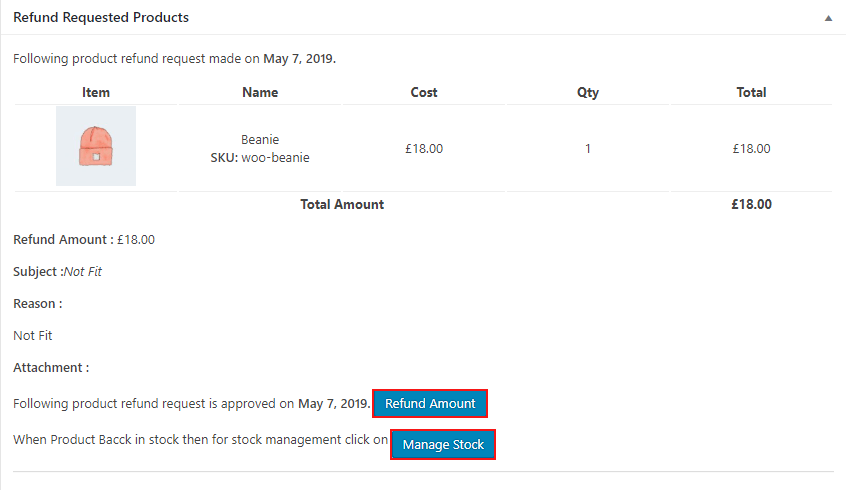 Refund Requested Products
Following product refund request made on May 7, 2019.
Item Name Cost Qty Total
Beanie
SKU: woo-beanie £18.00 1 £18.00
Total Amount £18.00
Refund Amount : £18.00
Subject :Not Fit
Reason :
Not Fit
Attachment :
Following product refund request is approved on May 7, 2019. Refund Amount
When Product Bacck in stock then for stock management click on Manage Stock